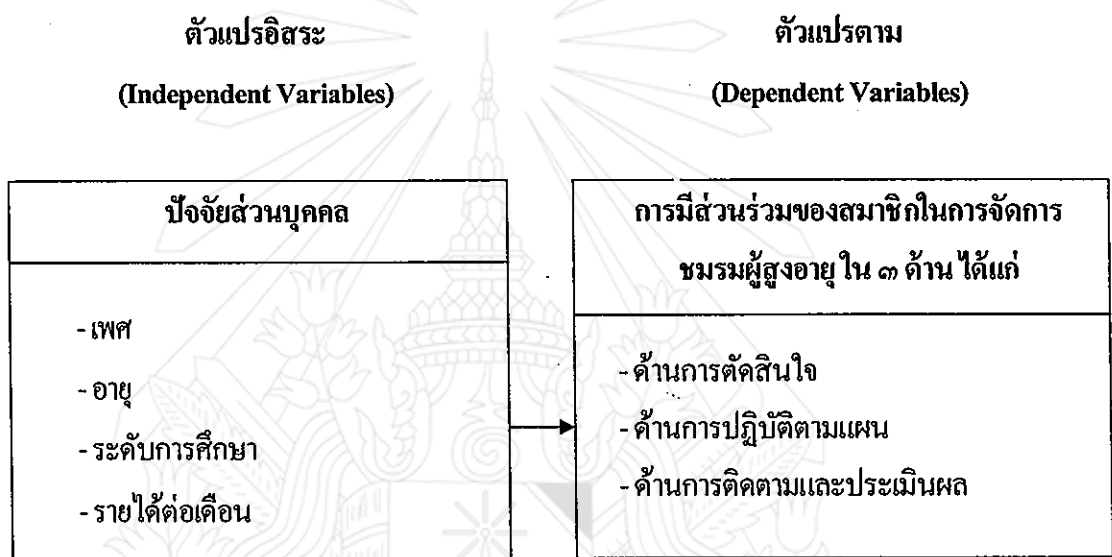 ตัวแปรอิสระ
(Independent Variables)
ปัจจัยส่วนบุคคล
- เพศ
- อายุ
- ระดับการศึกษา
- รายได้ต่อเดือน
ตัวแปรตาม
(Dependent Variables)
การมีส่วนร่วมของสมาชิกในการจัดการ
ชมรมผู้สูงอายุ ใน ๓ ด้าน ได้แก่
- ด้านการตัดสินใจ
- ด้านการปฏิบัติตามแผน
- ด้านการติดตามและประเมินผล